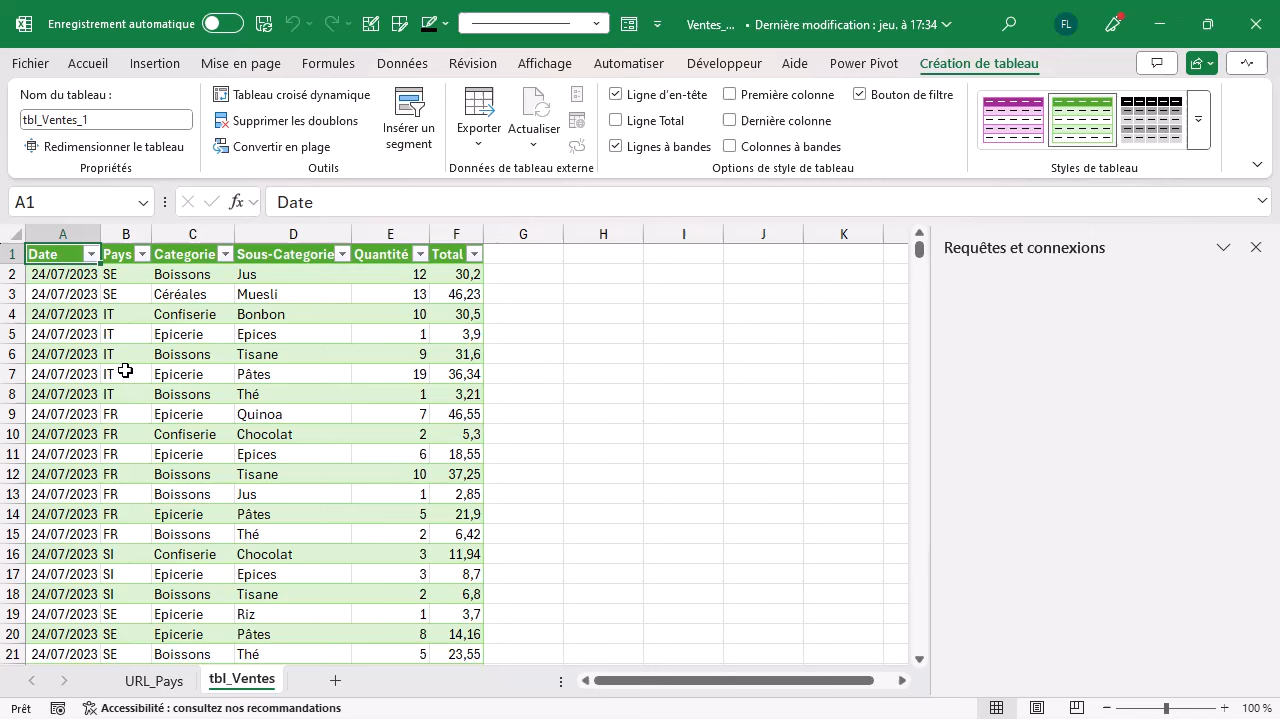 Enregistrement automatique Ventes_... • Dernière modification : jeu. à 17:34 FL
Fichier Accueil Insertion Mise en page Formules Données Révision Affichage Automatiser Développeur Aide Power Pivot Création de tableau
Nom du tableau :
tbl_Ventes_1
Redimensionner le tableau
Propriétés
Tableau croisé dynamique
Supprimer les doublons
Convertir en plage
Insérer un
segment
Outils
Exporter
Actualiser
Données de tableau externe
Ligne d'en-tête
Ligne Total
Lignes à bandes
Première colonne
Dernière colonne
Colonnes à bandes
Bouton de filtre
Options de style de tableau
Styles de tableau
A1 fx Date
A B C D E F G H I J K
1 Date Pays Categorie Sous-Categorie Quantité Total
2 24/07/2023 SE Boissons Jus 12 30,2
3 24/07/2023 SE Céréales Muesli 13 46,23
4 24/07/2023 IT Confiserie Bonbon 10 30,5
5 24/07/2023 IT Epicerie Epices 1 3,9
6 24/07/2023 IT Boissons Tisane 9 31,6
7 24/07/2023 IT Epicerie Pâtes 19 36,34
8 24/07/2023 IT Boissons Thé 1 3,21
9 24/07/2023 FR Epicerie Quinoa 7 46,55
10 24/07/2023 FR Confiserie Chocolat 2 5,3
11 24/07/2023 FR Epicerie Epices 6 18,55
12 24/07/2023 FR Boissons Tisane 10 37,25
13 24/07/2023 FR Boissons Jus 1 2,85
14 24/07/2023 FR Epicerie Pâtes 5 21,9
15 24/07/2023 FR Boissons Thé 2 6,42
16 24/07/2023 SI Confiserie Chocolat 3 11,94
17 24/07/2023 SI Epicerie Epices 3 8,7
18 24/07/2023 SI Boissons Tisane 2 6,8
19 24/07/2023 SE Epicerie Riz 1 3,7
20 24/07/2023 SE Epicerie Pâtes 8 14,16
21 24/07/2023 SE Boissons Thé 5 23,55
Requêtes et connexions
URL_Pays tbl_Ventes
Prêt Accessibilité : consultez nos recommandations 100 %